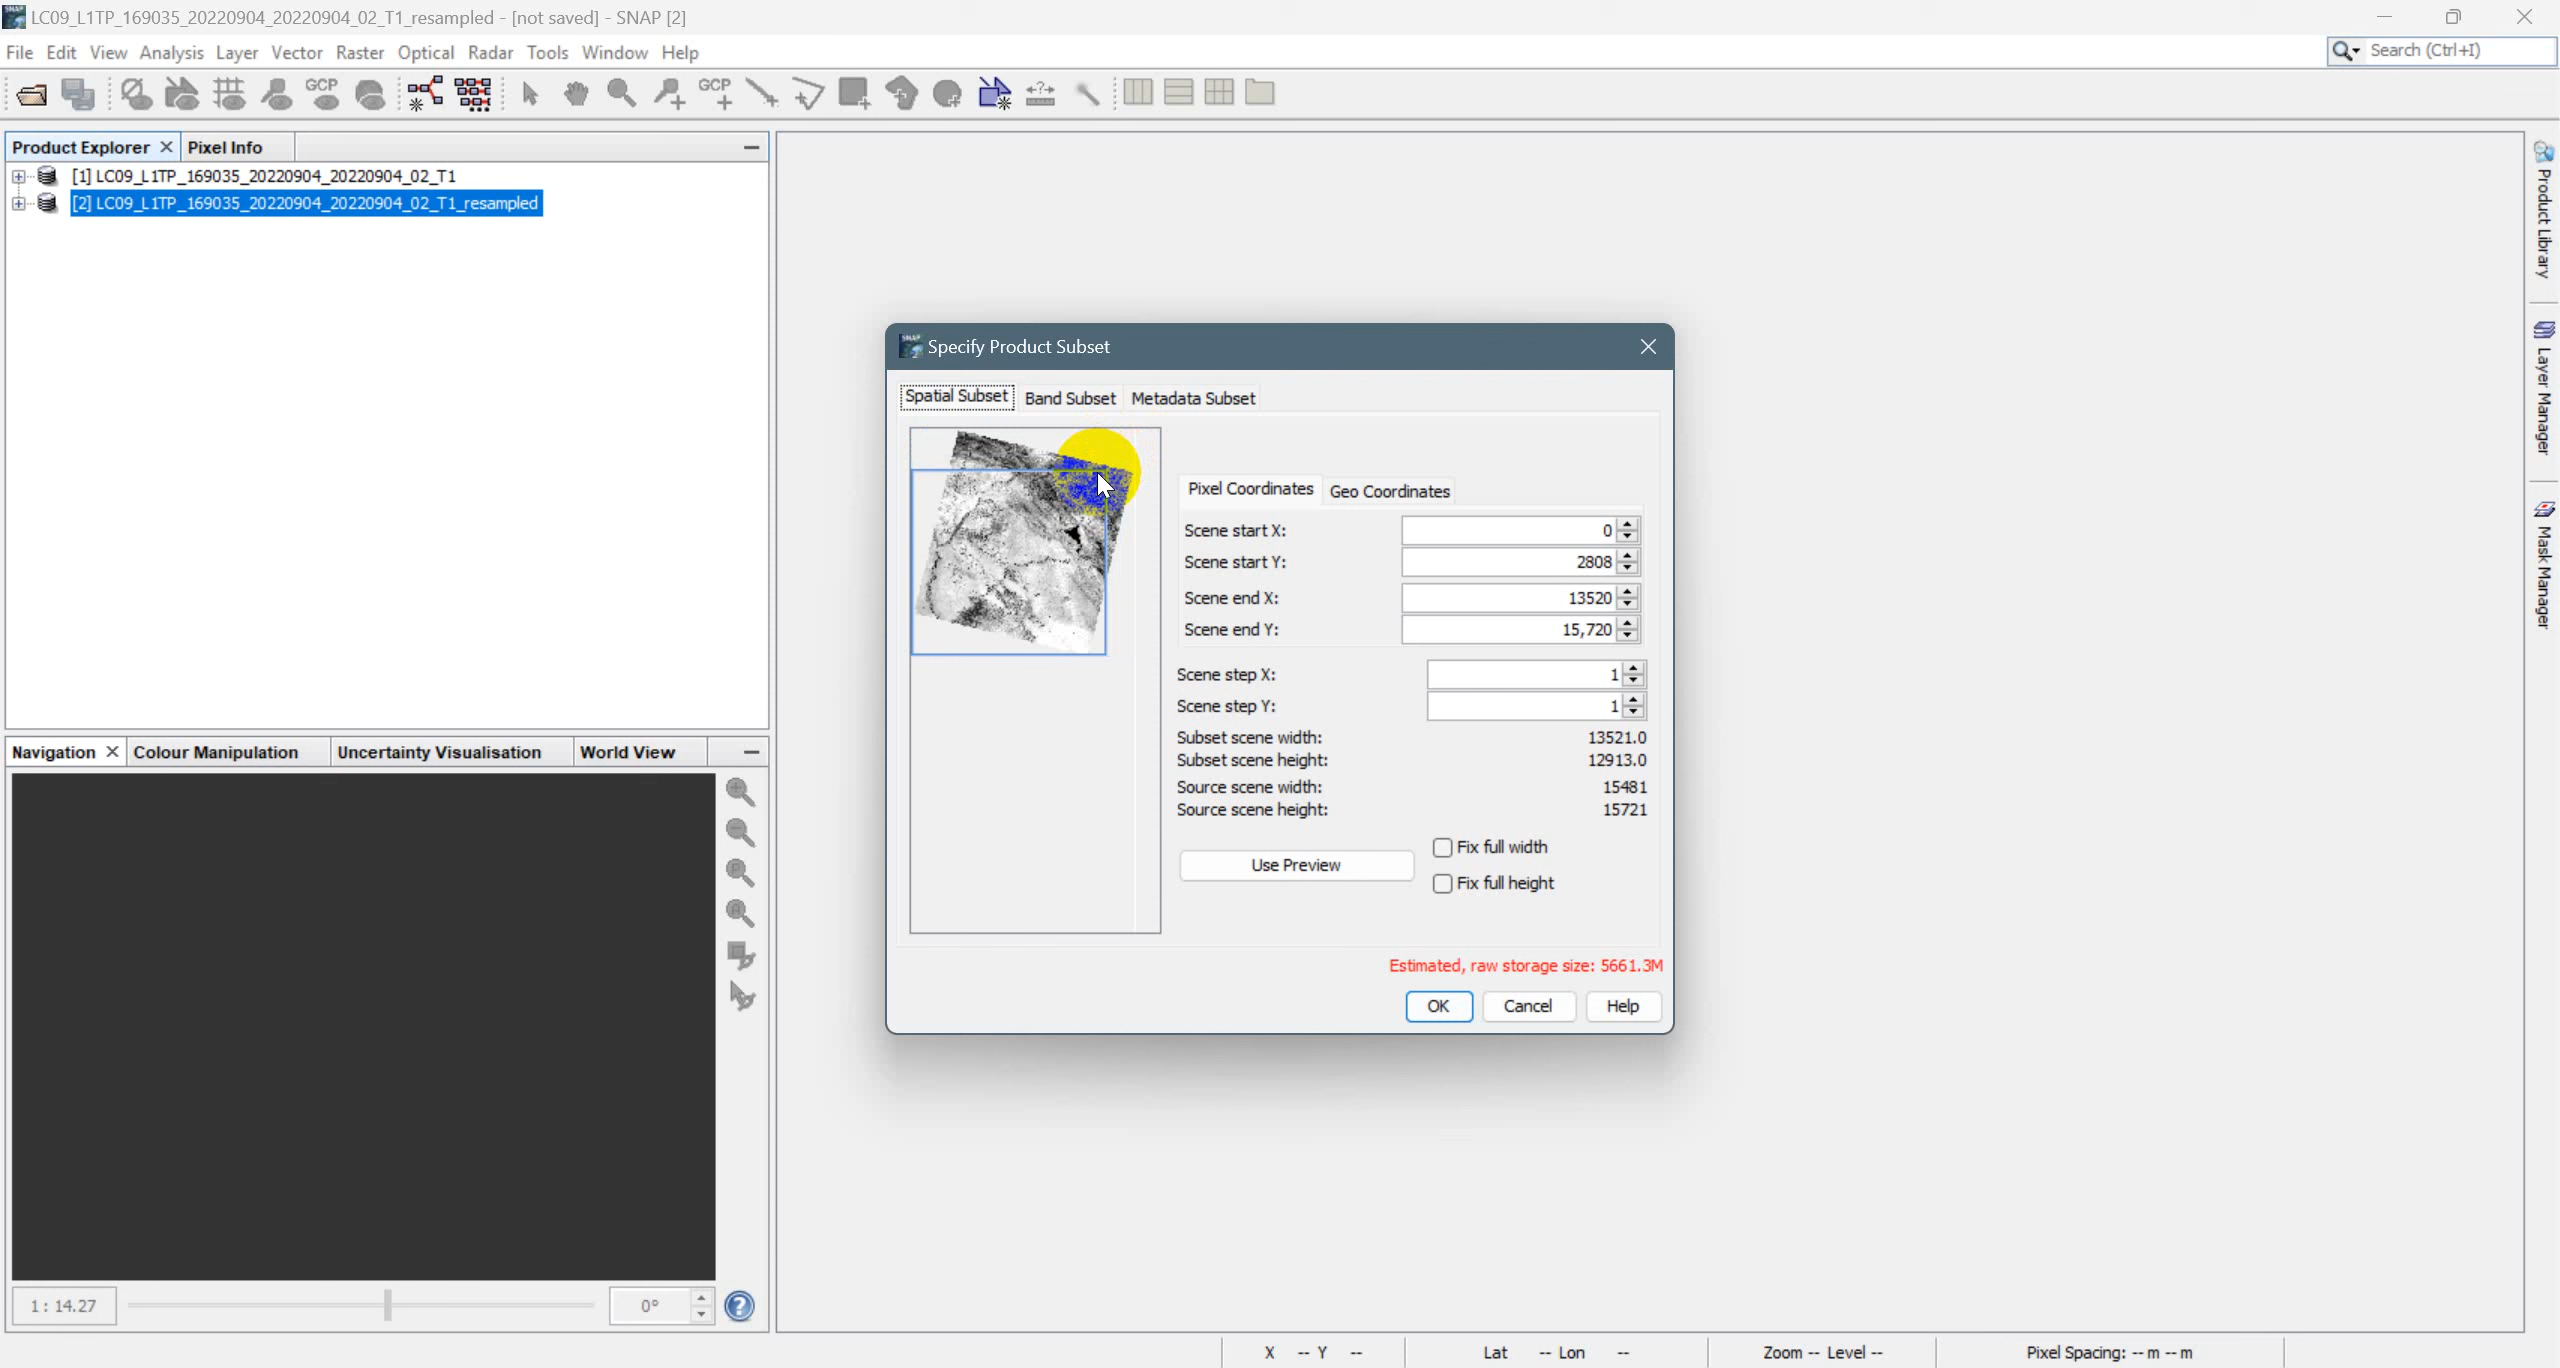 LC09_L1TP_169035_20220904_20220904_02_T1_resampled - [not saved] - SNAP [2]
File Edit View Analysis Layer Vector Raster Optical Radar Tools Window Help
Search (Ctrl+I)
GCP GCP
Product Explorer Pixel Info
[1] LC09_L1TP_169035_20220904_20220904_02_T1
[2] LC09_L1TP_169035_20220904_20220904_02_T1_resampled
Product Library
Layer Manager
Mask Manager
Specify Product Subset
Spatial Subset Band Subset Metadata Subset
Pixel Coordinates Geo Coordinates
Scene start X: 0
Scene start Y: 2808
Scene end X: 13520
Scene end Y: 15,720
Scene step X: 1
Scene step Y: 1
Subset scene width: 13521.0
Subset scene height: 12913.0
Source scene width: 15481
Source scene height: 15721
Use Preview
Fix full width
Fix full height
Estimated, raw storage size: 5661.3M
OK Cancel Help
Navigation Colour Manipulation Uncertainty Visualisation World View
1 : 14.27 0° ?
X -- Y -- Lat -- Lon -- Zoom -- Level -- Pixel Spacing: -- m -- m